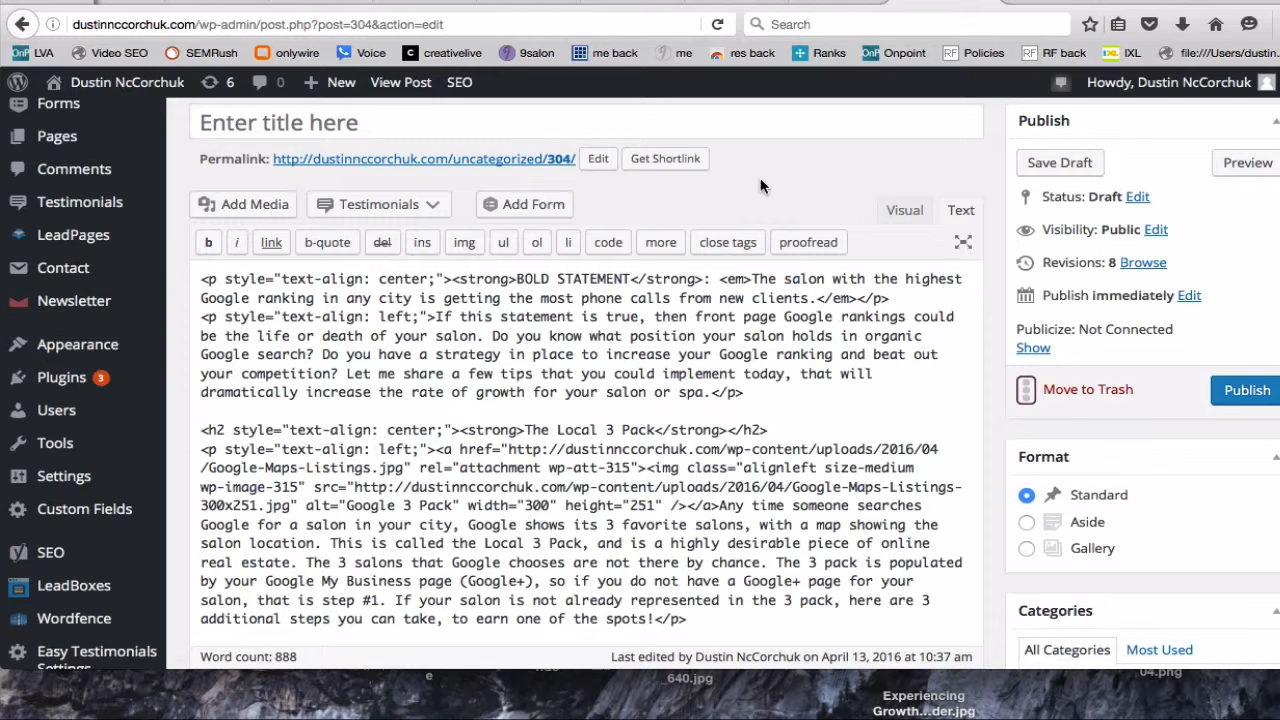 dustinnccorchuk.com/wp-admin/post.php?post=304&action=edit
Search
LVA
Video SEO
SEMRush
onlywire
Voice
creativelive
9salon
me back
me
res back
Ranks
Onpoint
Policies
RF back
IXL
file:///Users/dustin
Dustin NcCorchuk
6
0
New
View Post
SEO
Howdy, Dustin NcCorchuk
Forms
Pages
Comments
Testimonials
LeadPages
Contact
Newsletter
Appearance
Plugins 3
Users
Tools
Settings
Custom Fields
SEO
LeadBoxes
Wordfence
Easy Testimonials
Settings
Enter title here
Permalink: http://dustinnccorchuk.com/uncategorized/304/ Edit Get Shortlink
Add Media
Testimonials
Add Form
Visual
Text
b
i
link
b-quote
del
ins
img
ul
ol
li
code
more
close tags
proofread
<p style="text-align: center;"><strong>BOLD STATEMENT</strong>: <em>The salon with the highest
Google ranking in any city is getting the most phone calls from new clients.</em></p>
<p style="text-align: left;">If this statement is true, then front page Google rankings could
be the life or death of your salon. Do you know what position your salon holds in organic
Google search? Do you have a strategy in place to increase your Google ranking and beat out
your competition? Let me share a few tips that you could implement today, that will
dramatically increase the rate of growth for your salon or spa.</p>
<h2 style="text-align: center;"><strong>The Local 3 Pack</strong></h2>
<p style="text-align: left;"><a href="http://dustinnccorchuk.com/wp-content/uploads/2016/04
/Google-Maps-Listings.jpg" rel="attachment wp-att-315"><img class="alignleft size-medium
wp-image-315" src="http://dustinnccorchuk.com/wp-content/uploads/2016/04/Google-Maps-Listings-
300x251.jpg" alt="Google 3 Pack" width="300" height="251" /></a>Any time someone searches
Google for a salon in your city, Google shows its 3 favorite salons, with a map showing the
salon location. This is called the Local 3 Pack, and is a highly desirable piece of online
real estate. The 3 salons that Google chooses are not there by chance. The 3 pack is populated
by your Google My Business page (Google+), so if you do not have a Google+ page for your
salon, that is step #1. If your salon is not already represented in the 3 pack, here are 3
additional steps you can take, to earn one of the spots!</p>
Word count: 888
Last edited by Dustin NcCorchuk on April 13, 2016 at 10:37 am
Publish
Save Draft
Preview
Status: Draft Edit
Visibility: Public Edit
Revisions: 8 Browse
Publish immediately Edit
Publicize: Not Connected
Show
Move to Trash
Publish
Format
Standard
Aside
Gallery
Categories
All Categories
Most Used
_640.jpg
04.png
Experiencing
Growth...der.jpg